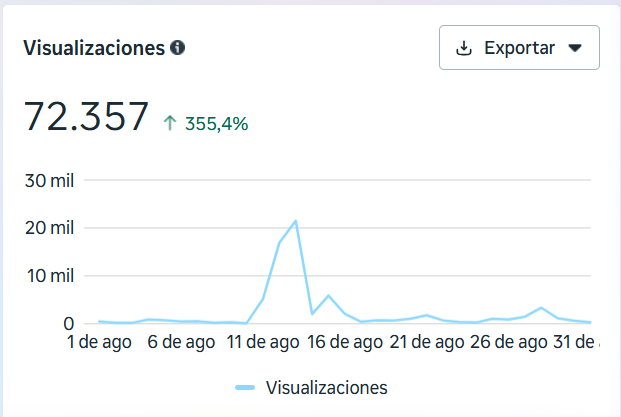 Visualizaciones
Exportar
72.357 ↑ 355,4%
30 mil
20 mil
10 mil
0
1 de ago 6 de ago 11 de ago 16 de ago 21 de ago 26 de ago 31 de
Visualizaciones